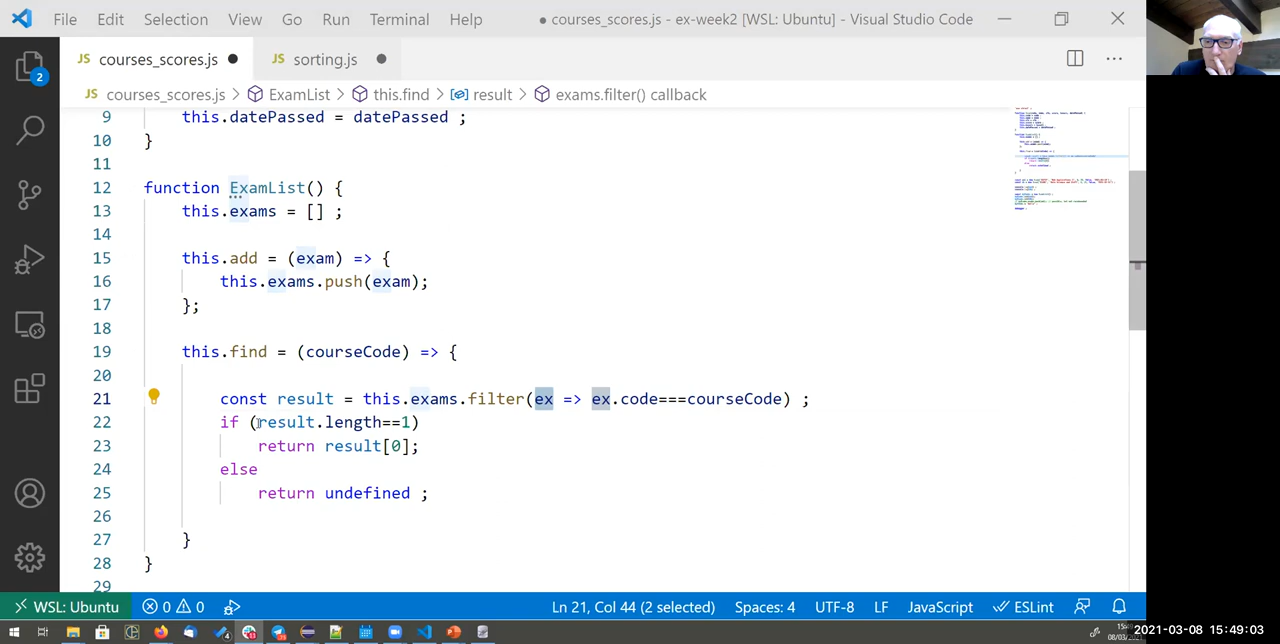 File Edit Selection View Go Run Terminal Help ● courses_scores.js - ex-week2 [WSL: Ubuntu] - Visual Studio Code
JS courses_scores.js ● JS sorting.js ●
JS courses_scores.js > ExamList > this.find > result > exams.filter() callback
9 this.datePassed = datePassed ;
10 }
11
12 function ExamList() {
13 this.exams = [] ;
14
15 this.add = (exam) => {
16 this.exams.push(exam);
17 };
18
19 this.find = (courseCode) => {
20
21 const result = this.exams.filter(ex => ex.code===courseCode) ;
22 if (result.length==1)
23 return result[0];
24 else
25 return undefined ;
26
27 }
28 }
29
2
WSL: Ubuntu 0 0 Ln 21, Col 44 (2 selected) Spaces: 4 UTF-8 LF JavaScript ESLint
2021-03-08 15:49:03